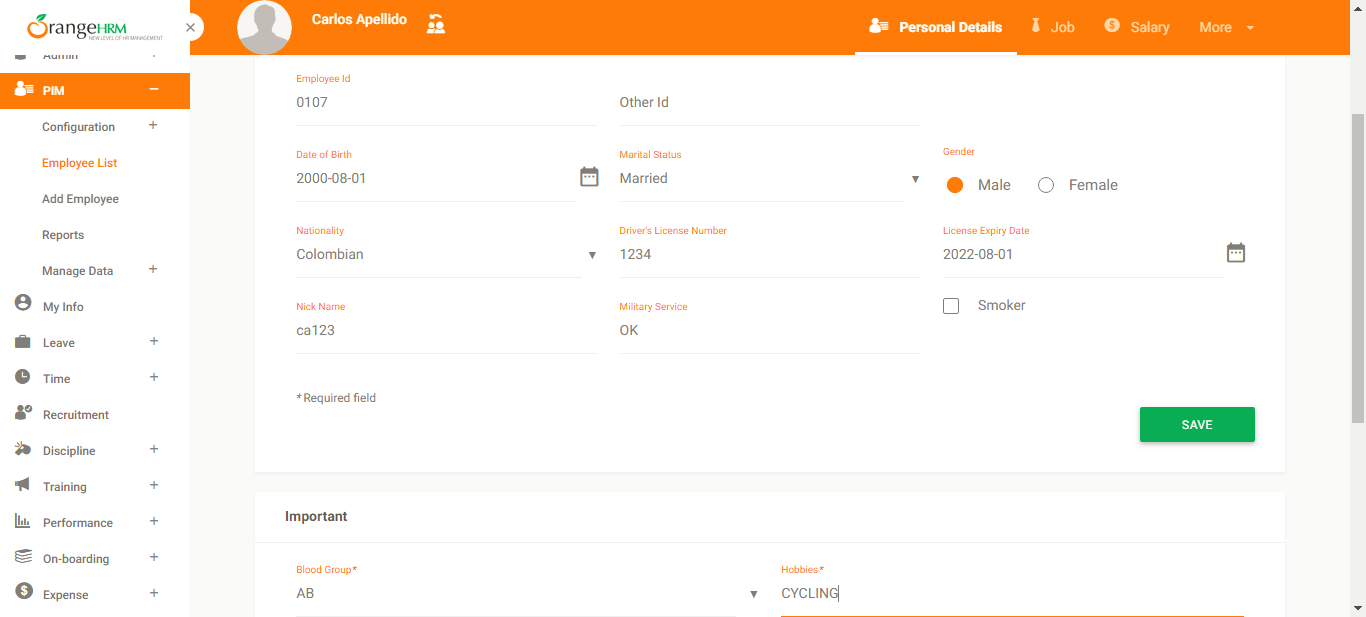 OrangeHRM
NEW LEVEL OF HR MANAGEMENT
Carlos Apellido
Personal Details
Job
Salary
More
Admin
PIM
Configuration
Employee List
Add Employee
Reports
Manage Data
My Info
Leave
Time
Recruitment
Discipline
Training
Performance
On-boarding
Expense
Employee Id
0107
Other Id
Date of Birth
2000-08-01
Marital Status
Married
Gender
Male
Female
Nationality
Colombian
Driver's License Number
1234
License Expiry Date
2022-08-01
Nick Name
ca123
Military Service
OK
Smoker
* Required field
SAVE
Important
Blood Group*
AB
Hobbies*
CYCLING